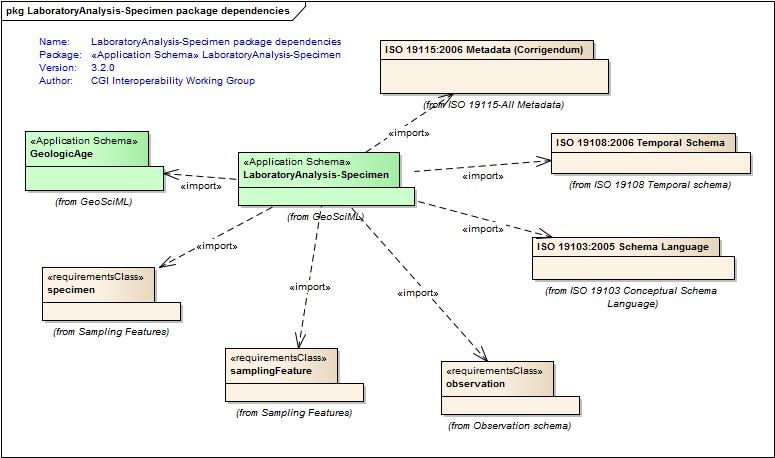 pkg LaboratoryAnalysis-Specimen package dependencies
Name: LaboratoryAnalysis-Specimen package dependencies
Package: «Application Schema» LaboratoryAnalysis-Specimen
Version: 3.2.0
Author: CGI Interoperability Working Group
ISO 19115:2006 Metadata (Corrigendum)
(from ISO 19115-All Metadata)
«import»
«Application Schema»
GeologicAge
(from GeoSciML)
«import»
«Application Schema»
LaboratoryAnalysis-Specimen
(from GeoSciML)
ISO 19108:2006 Temporal Schema
(from ISO 19108 Temporal schema)
«import»
«import»
ISO 19103:2005 Schema Language
(from ISO 19103 Conceptual Schema
Language)
«import»
«requirementsClass»
specimen
(from Sampling Features)
«import»
«import»
«requirementsClass»
samplingFeature
(from Sampling Features)
«requirementsClass»
observation
(from Observation schema)